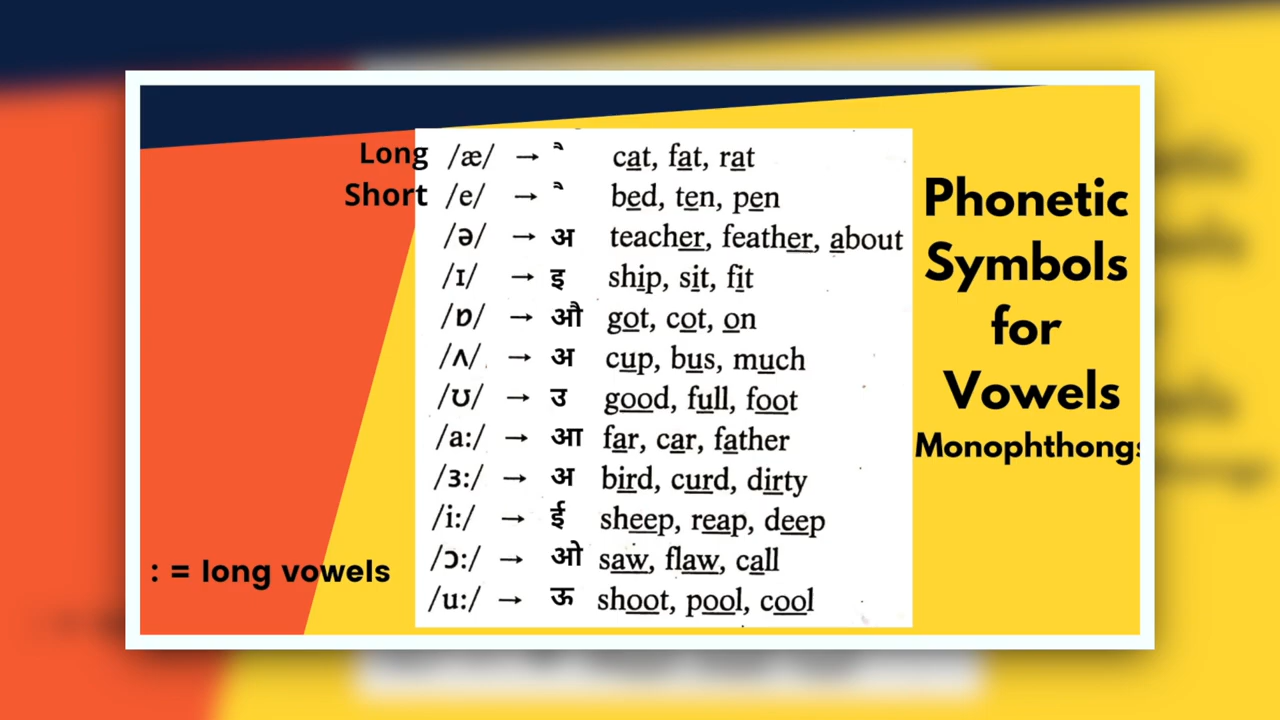 Long /æ/ → ॳ cat, fat, rat
Short /e/ → ॳ bed, ten, pen
/ə/ → अ teacher, feather, about
/ɪ/ → इ ship, sit, fit
/ɒ/ → औ got, cot, on
/ʌ/ → अ cup, bus, much
/ʊ/ → उ good, full, foot
/a:/ → आ far, car, father
/ɜ:/ → अ bird, curd, dirty
/i:/ → ई sheep, reap, deep
/ɔ:/ → ओ saw, flaw, call
/u:/ → ऊ shoot, pool, cool
: = long vowels
Phonetic
Symbols
for
Vowels
Monophthongs